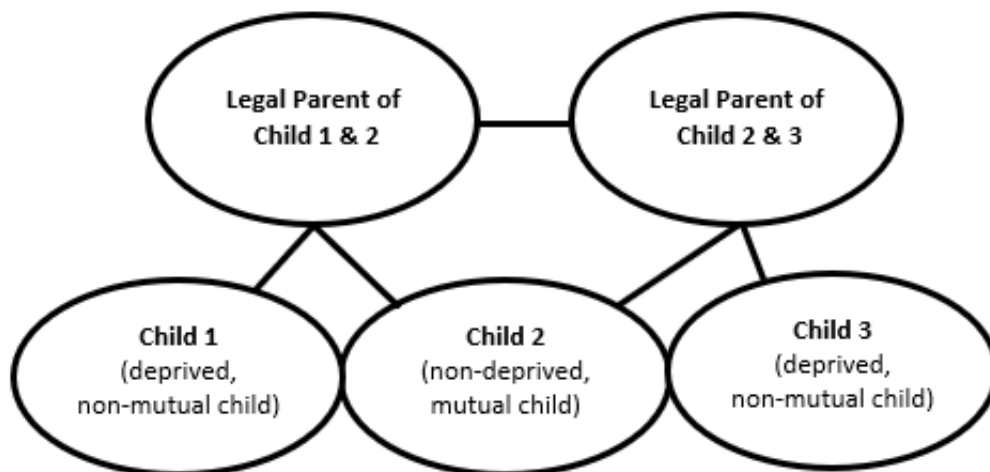 Legal Parent of
Child 1 & 2
Legal Parent of
Child 2 & 3
Child 1
(deprived,
non-mutual child)
Child 2
(non-deprived,
mutual child)
Child 3
(deprived,
non-mutual child)